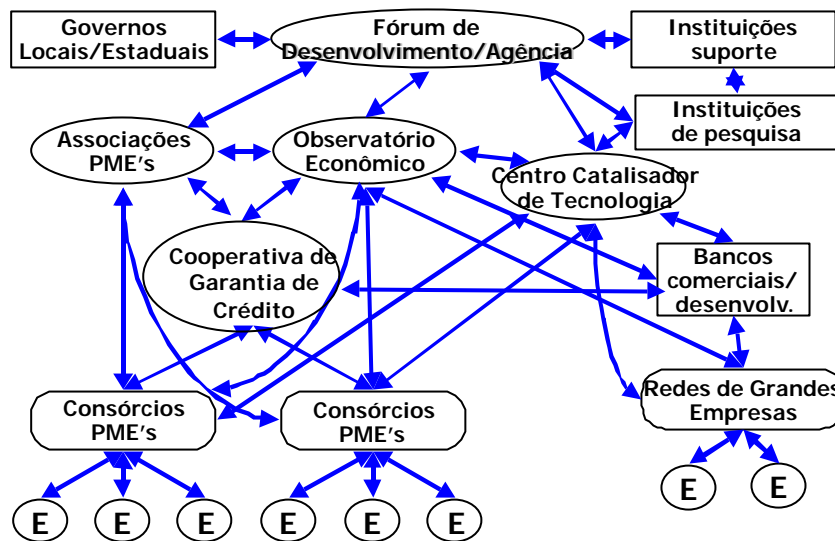 Governos
Locais/Estaduais
Fórum de
Desenvolvimento/Agência
Instituições
suporte
Instituições
de pesquisa
Associações
PME's
Observatório
Econômico
Centro Catalisador
de Tecnologia
Cooperativa de
Garantia de
Crédito
Bancos
comerciais/
desenvolv.
Consórcios
PME's
Consórcios
PME's
Redes de Grandes
Empresas
E
E
E
E
E
E
E
E